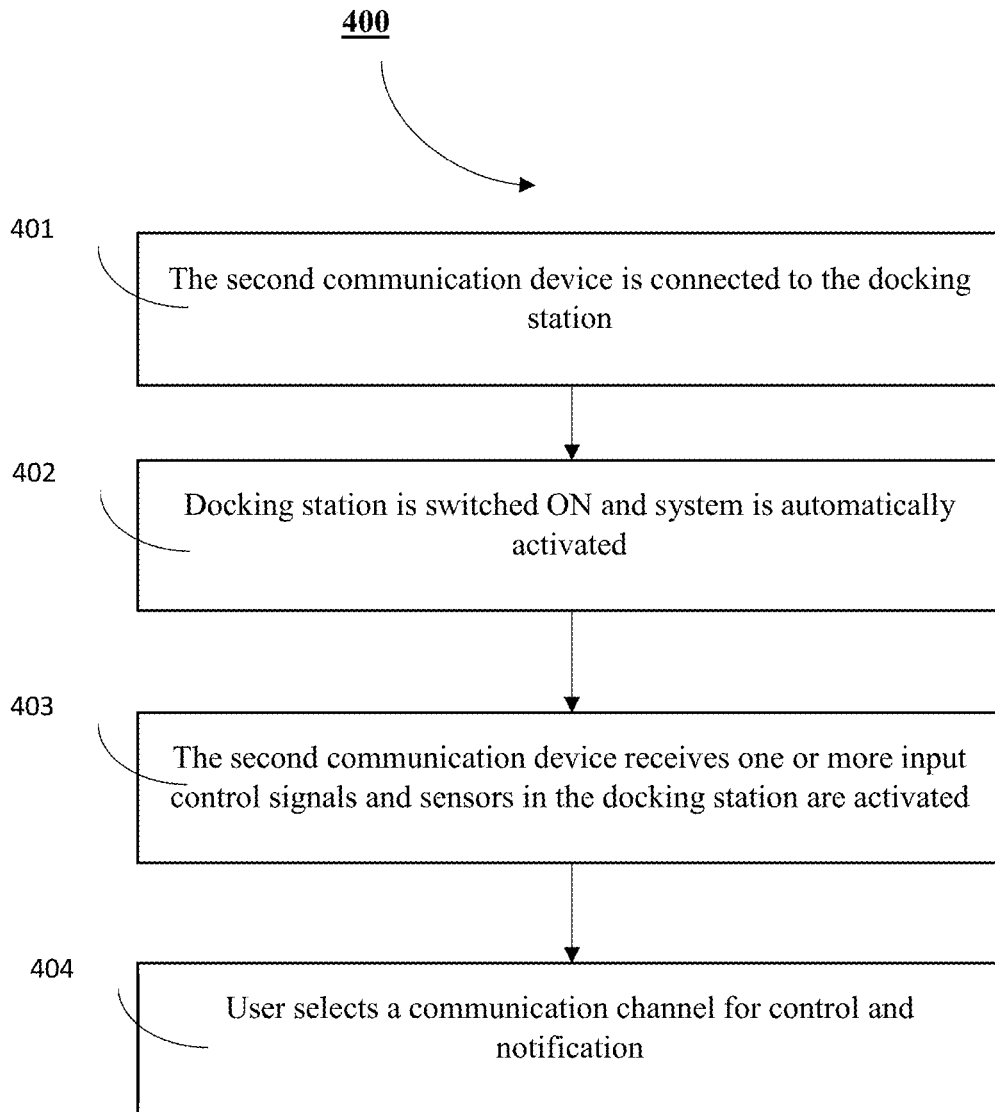 400
401
The second communication device is connected to the docking
station
402
Docking station is switched ON and system is automatically
activated
403
The second communication device receives one or more input
control signals and sensors in the docking station are activated
404
User selects a communication channel for control and
notification